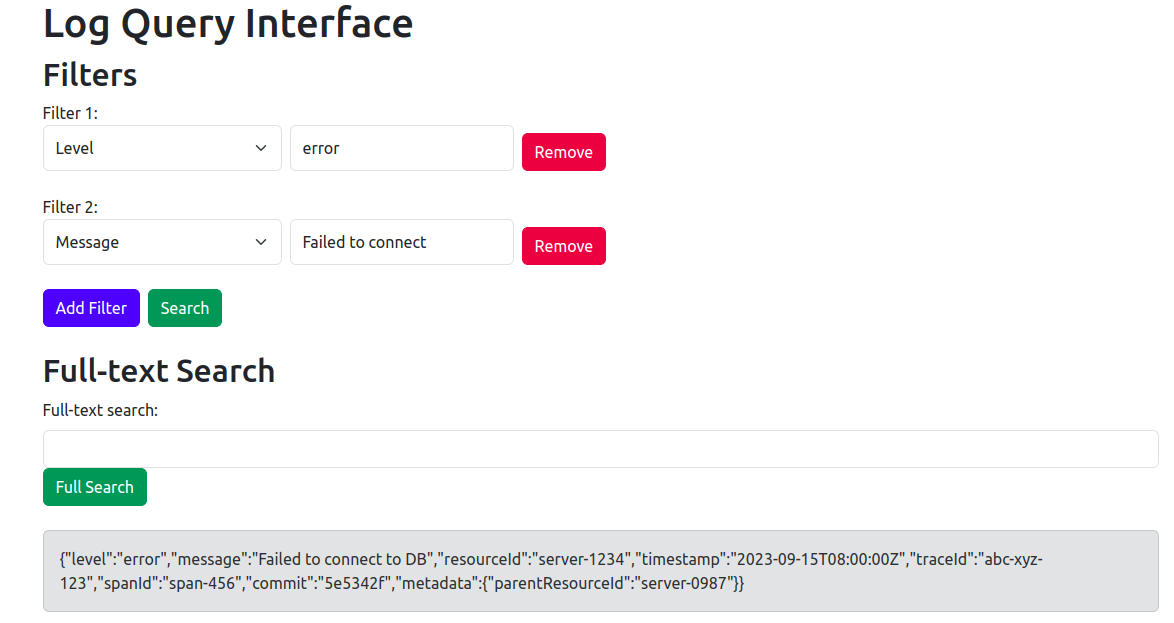 Log Query Interface
Filters
Filter 1:
Level error Remove
Filter 2:
Message Failed to connect Remove
Add Filter Search
Full-text Search
Full-text search:
Full Search
{"level":"error","message":"Failed to connect to DB","resourceId":"server-1234","timestamp":"2023-09-15T08:00:00Z","traceId":"abc-xyz-
123","spanId":"span-456","commit":"5e5342f","metadata":{"parentResourceId":"server-0987"}}